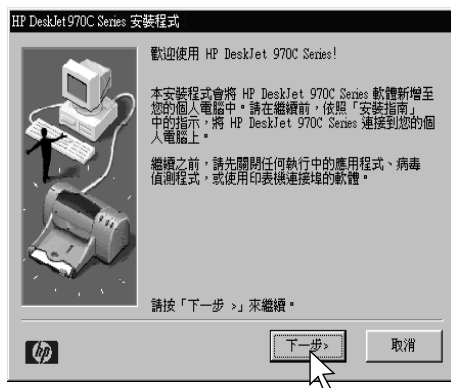 HP DeskJet 970C Series 安裝程式
歡迎使用 HP DeskJet 970C Series!
本安裝程式會將 HP DeskJet 970C Series 軟體新增至
您的個人電腦中。請在繼續前，依照「安裝指南」
中的指示，將 HP DeskJet 970C Series 連接到您的個
人電腦上。
繼續之前，請先關閉任何執行中的應用程式、病毒
偵測程式，或使用印表機連接埠的軟體。
請按「下一步 >」來繼續。
hp
下一步>
取消